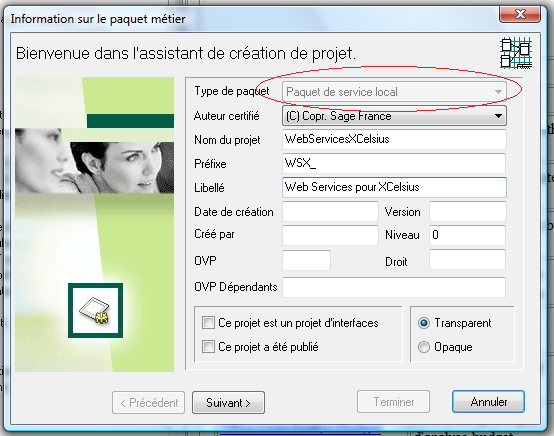 Information sur le paquet métier
Bienvenue dans l'assistant de création de projet.
Type de paquet Paquet de service local
Auteur certifié (C) Copr. Sage France
Nom du projet WebServicesXCelsius
Préfixe WSX_
Libellé Web Services pour XCelsius
Date de création Version
Créé par Niveau 0
OVP Droit
OVP Dépendants
Ce projet est un projet d'interfaces Transparent
Ce projet a été publié Opaque
< Précédent Suivant > Terminer Annuler